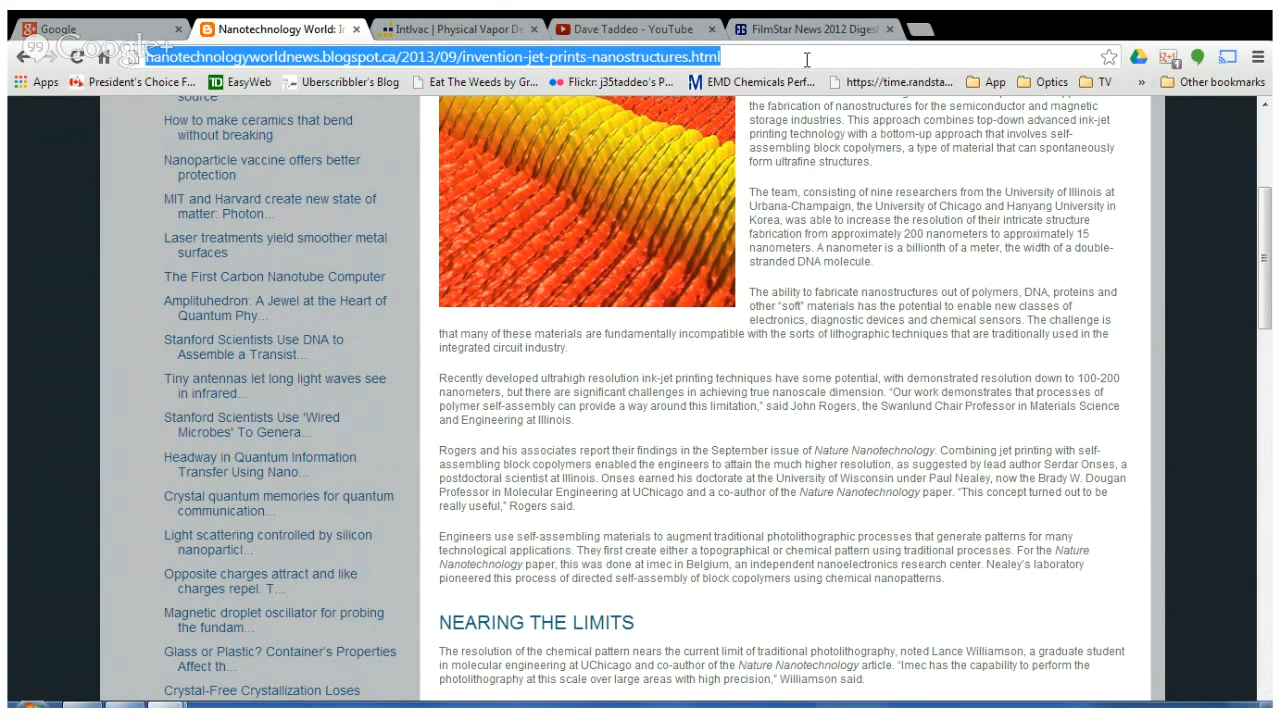 Google
Nanotechnology World: I
Intlvac | Physical Vapor De
Dave Taddeo - YouTube
FilmStar News 2012 Digest
99 Google+
nanotechnologyworldnews.blogspot.ca/2013/09/invention-jet-prints-nanostructures.html
Apps
President's Choice F...
TD EasyWeb
Uberscribbler's Blog
Eat The Weeds by Gr...
Flickr: j35taddeo's P...
M EMD Chemicals Perf...
https://time.mndsta...
App
Optics
TV
»
Other bookmarks
source
How to make ceramics that bend
without breaking
Nanoparticle vaccine offers better
protection
MIT and Harvard create new state of
matter: Photon...
Laser treatments yield smoother metal
surfaces
The First Carbon Nanotube Computer
Amplituhedron: A Jewel at the Heart of
Quantum Phy...
Stanford Scientists Use DNA to
Assemble a Transist...
Tiny antennas let long light waves see
in infrared...
Stanford Scientists Use 'Wired
Microbes' To Genera...
Headway in Quantum Information
Transfer Using Nano...
Crystal quantum memories for quantum
communication...
Light scattering controlled by silicon
nanoparticl...
Opposite charges attract and like
charges repel. T...
Magnetic droplet oscillator for probing
the fundam...
Glass or Plastic? Container's Properties
Affect th...
Crystal-Free Crystallization Loses
the fabrication of nanostructures for the semiconductor and magnetic
storage industries. This approach combines top-down advanced ink-jet
printing technology with a bottom-up approach that involves self-
assembling block copolymers, a type of material that can spontaneously
form ultrafine structures.
The team, consisting of nine researchers from the University of Illinois at
Urbana-Champaign, the University of Chicago and Hanyang University in
Korea, was able to increase the resolution of their intricate structure
fabrication from approximately 200 nanometers to approximately 15
nanometers. A nanometer is a billionth of a meter, the width of a double-
stranded DNA molecule.
The ability to fabricate nanostructures out of polymers, DNA, proteins and
other “soft” materials has the potential to enable new classes of
electronics, diagnostic devices and chemical sensors. The challenge is
that many of these materials are fundamentally incompatible with the sorts of lithographic techniques that are traditionally used in the
integrated circuit industry.
Recently developed ultrahigh resolution ink-jet printing techniques have some potential, with demonstrated resolution down to 100-200
nanometers, but there are significant challenges in achieving true nanoscale dimension. “Our work demonstrates that processes of
polymer self-assembly can provide a way around this limitation,” said John Rogers, the Swanlund Chair Professor in Materials Science
and Engineering at Illinois.
Rogers and his associates report their findings in the September issue of Nature Nanotechnology. Combining jet printing with self-
assembling block copolymers enabled the engineers to attain the much higher resolution, as suggested by lead author Serdar Onses, a
postdoctoral scientist at Illinois. Onses earned his doctorate at the University of Wisconsin under Paul Nealey, now the Brady W. Dougan
Professor in Molecular Engineering at UChicago and a co-author of the Nature Nanotechnology paper. “This concept turned out to be
really useful,” Rogers said.
Engineers use self-assembling materials to augment traditional photolithographic processes that generate patterns for many
technological applications. They first create either a topographical or chemical pattern using traditional processes. For the Nature
Nanotechnology paper, this was done at imec in Belgium, an independent nanoelectronics research center. Nealey's laboratory
pioneered this process of directed self-assembly of block copolymers using chemical nanopatterns.
NEARING THE LIMITS
The resolution of the chemical pattern nears the current limit of traditional photolithography, noted Lance Williamson, a graduate student
in molecular engineering at UChicago and co-author of the Nature Nanotechnology article. “Imec has the capability to perform the
photolithography at this scale over large areas with high precision,” Williamson said.